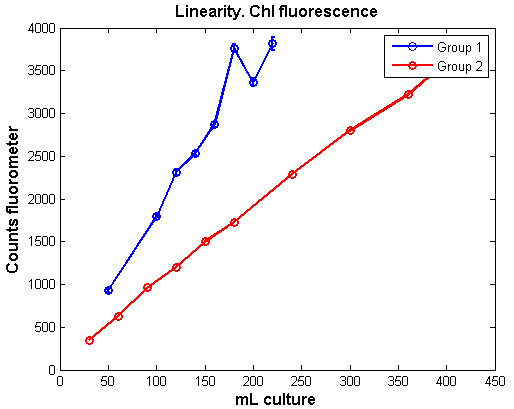 Linearity. Chl fluorescence
4000
3500
3000
2500
2000
1500
1000
500
0
Counts fluorometer
Group 1
Group 2
0 50 100 150 200 250 300 350 400 450
mL culture